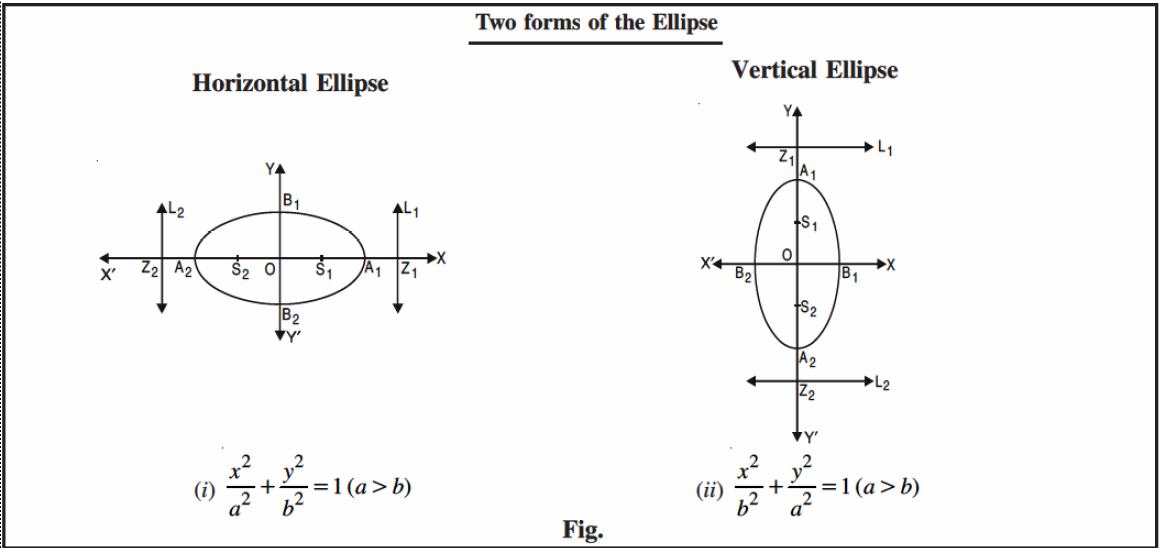 Two forms of the Ellipse
Horizontal Ellipse
Y
B₁
L₂
L₁
X′ Z₂ A₂ S₂ O S₁ A₁ Z₁ X
B₂
Y′
(i) x²/a² + y²/b² = 1 (a > b)
Vertical Ellipse
Y
L₁
Z₁
A₁
S₁
O
X′ B₂ B₁ X
S₂
A₂
L₂
Z₂
Y′
(ii) x²/b² + y²/a² = 1 (a > b)
Fig.